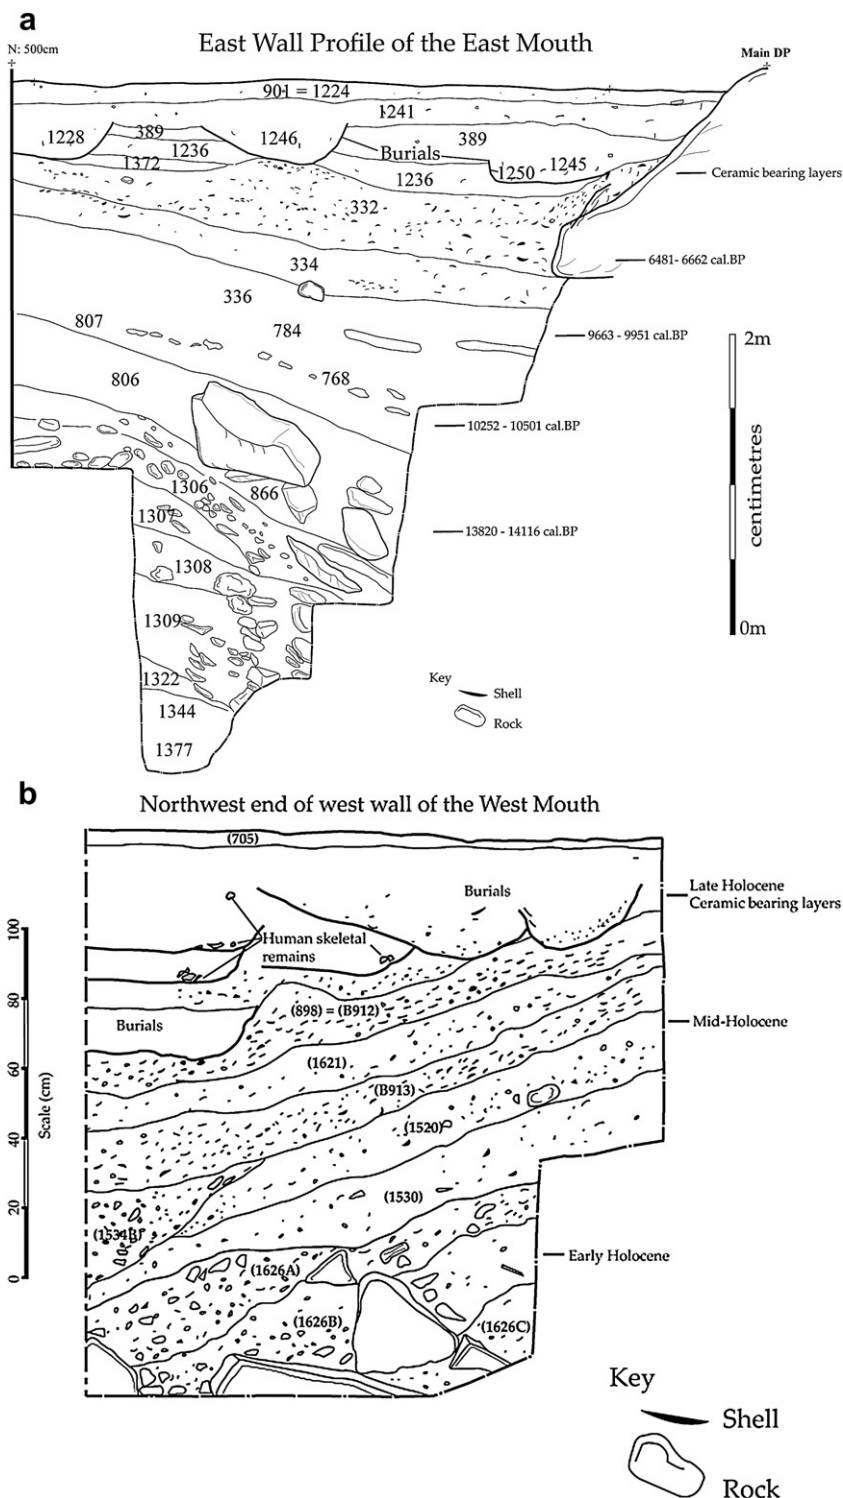 a
East Wall Profile of the East Mouth
N: 500cm
Main DP
901 = 1224
1241
1228
389
1246
389
1236
Burials
1372
1250
1245
1236
Ceramic bearing layers
332
6481- 6662 cal.BP
334
336
807
784
9663 - 9951 cal.BP
2m
806
768
10252 - 10501 cal.BP
centimetres
1306
866
1307
13820 - 14116 cal.BP
1308
1309
0m
1322
Key
Shell
1344
Rock
1377
b
Northwest end of west wall of the West Mouth
(705)
Burials
Late Holocene
Ceramic bearing layers
100
Human skeletal
remains
80
(898) = (B912)
Burials
Mid-Holocene
60
(1621)
(B913)
Scale (cm)
40
(1520)
20
(1530)
(1534B)
0
Early Holocene
(1626A)
(1626B)
(1626C)
Key
Shell
Rock